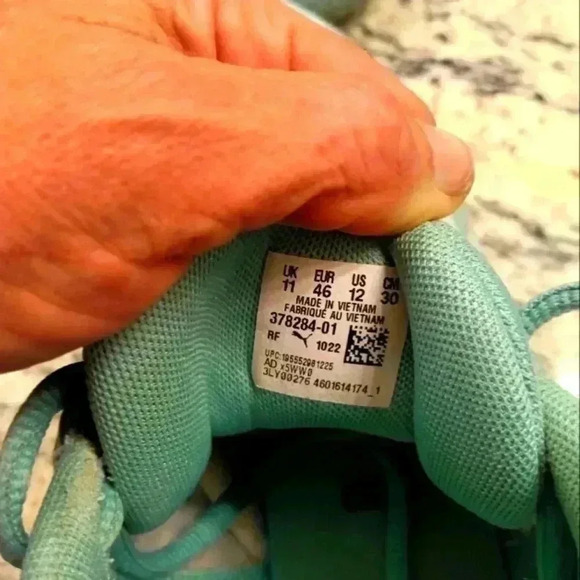 UK EUR US CM
11 46 12 30
MADE IN VIETNAM
FABRIQUÉ AU VIETNAM
378284-01
RF 1022
UPC:195552981225
AD x5WW0
3LY00276 4601614174_1